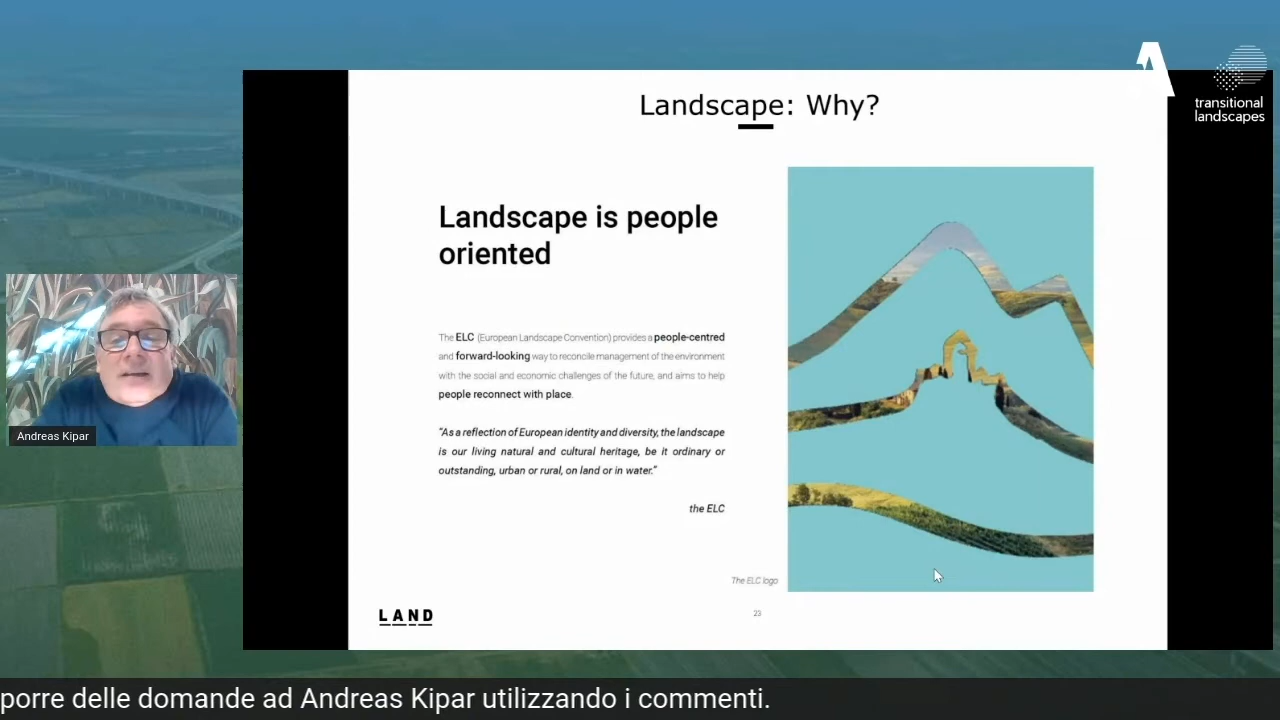 Landscape: Why?
transitional
landscapes
Landscape is people
oriented
The ELC (European Landscape Convention) provides a people-centred
and forward-looking way to reconcile management of the environment
with the social and economic challenges of the future, and aims to help
people reconnect with place.
“As a reflection of European identity and diversity, the landscape
is our living natural and cultural heritage, be it ordinary or
outstanding, urban or rural, on land or in water.”
the ELC
The ELC logo
LAND
23
Andreas Kipar
porre delle domande ad Andreas Kipar utilizzando i commenti.